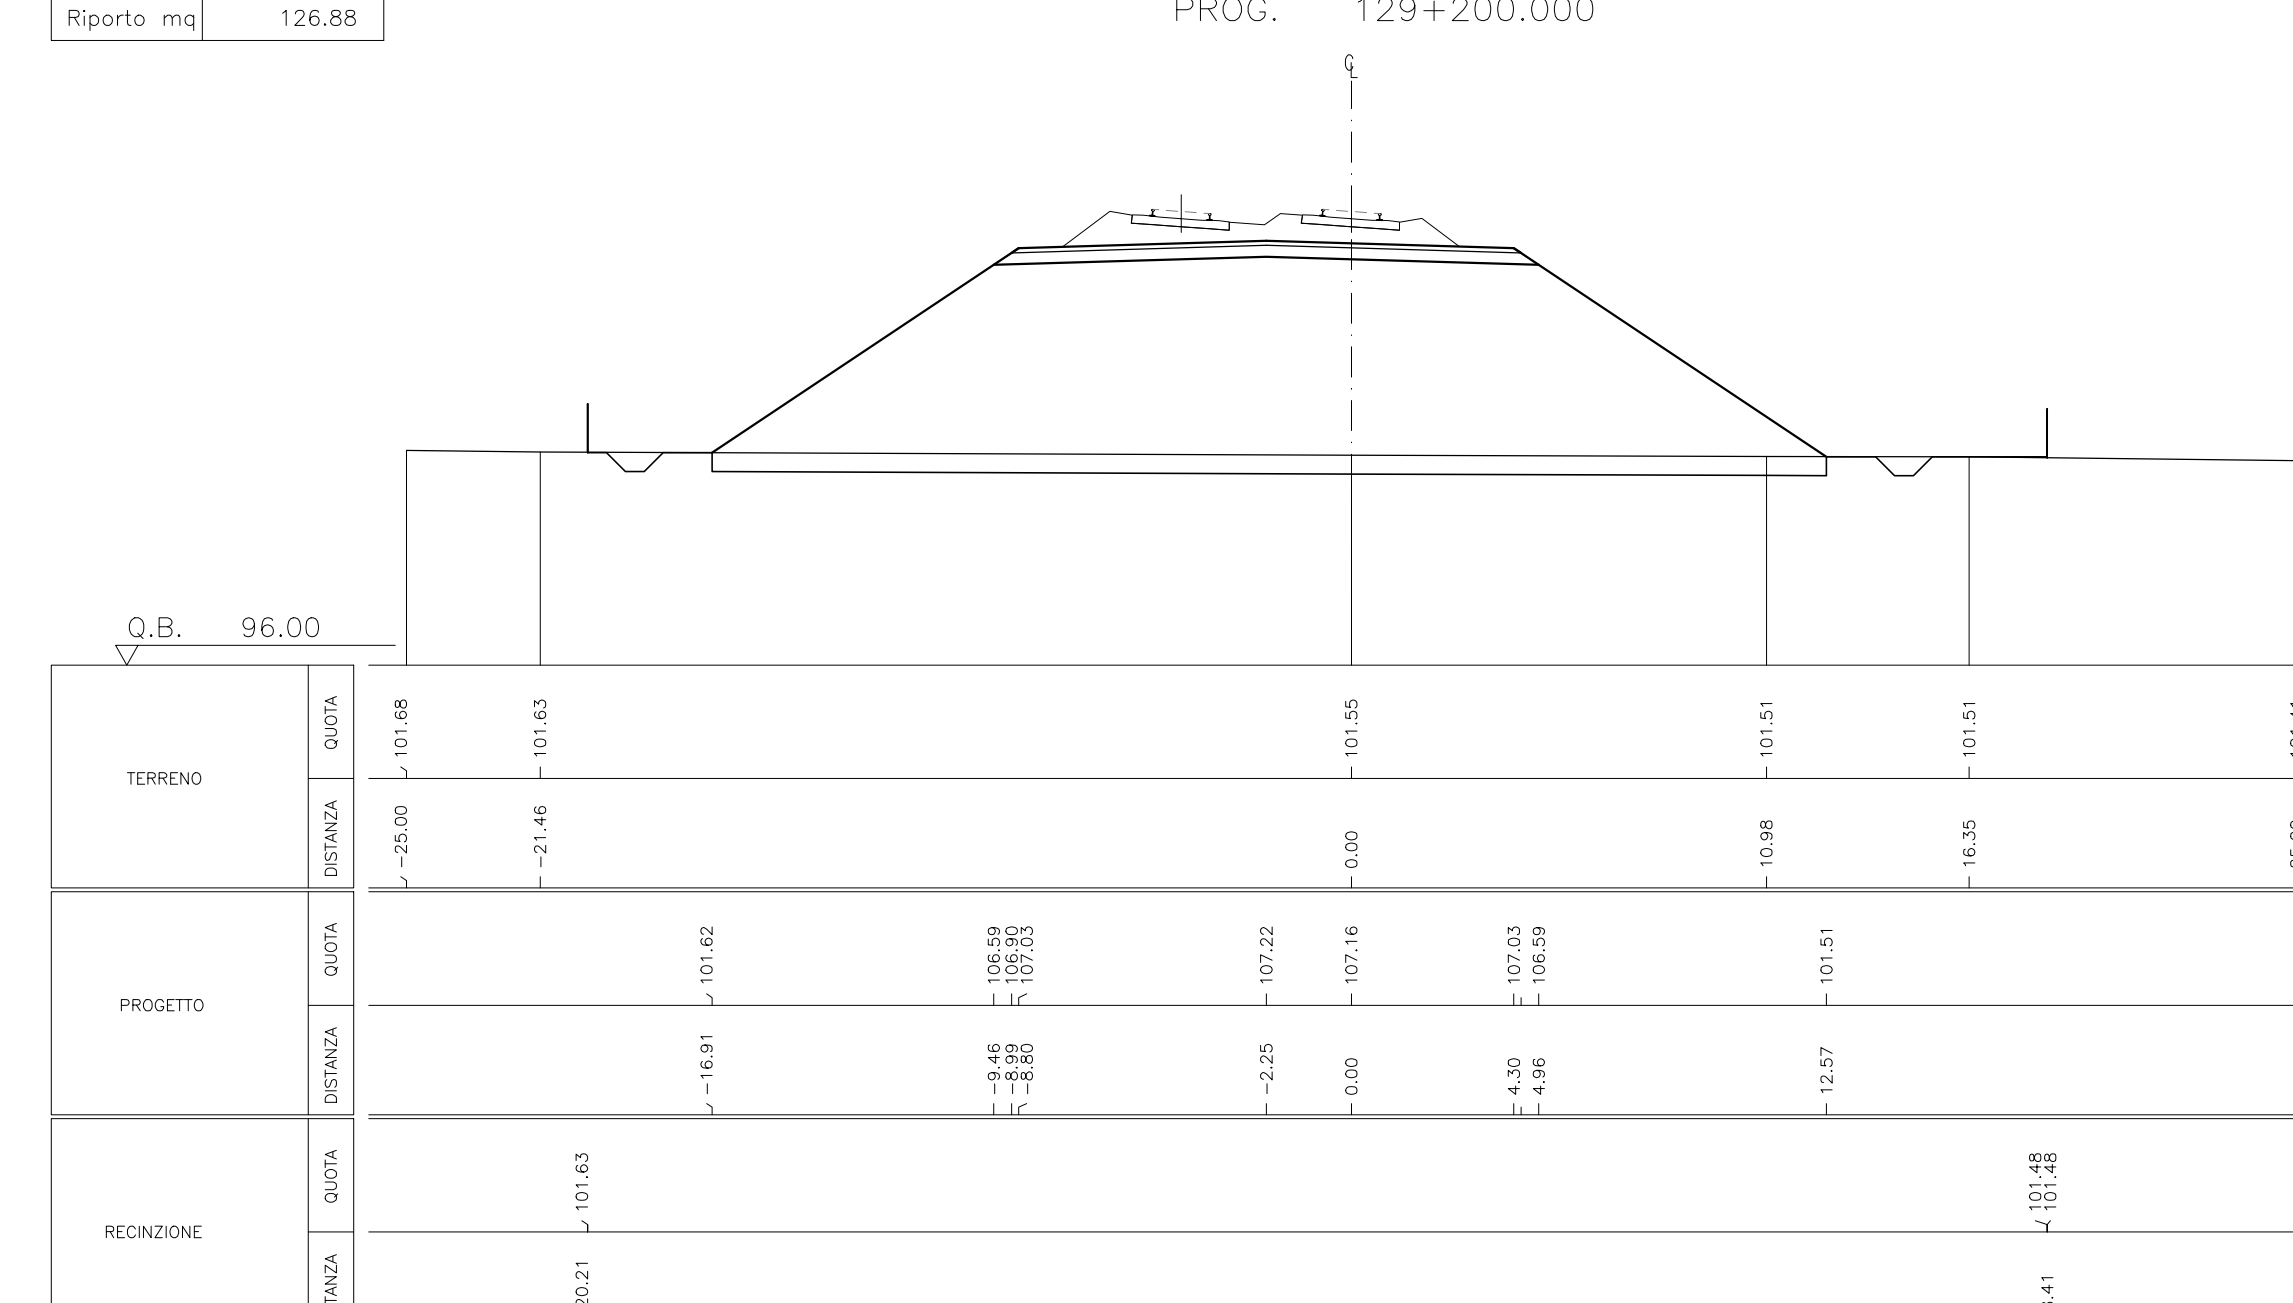 Riporto mq 126.88
PROG. 129+200.000
Q.B. 96.00
TERRENO
QUOTA
101.68 101.63 101.55 101.51 101.51
DISTANZA
-25.00 -21.46 0.00 10.98 16.35
PROGETTO
QUOTA
101.62 106.59 106.90 107.03 107.22 107.16 107.03 106.59 101.51
DISTANZA
-16.91 -9.46 -8.99 -8.80 -2.25 0.00 4.30 4.96 12.57
RECINZIONE
QUOTA
101.63 101.48 101.48
TANZA
20.21 .41